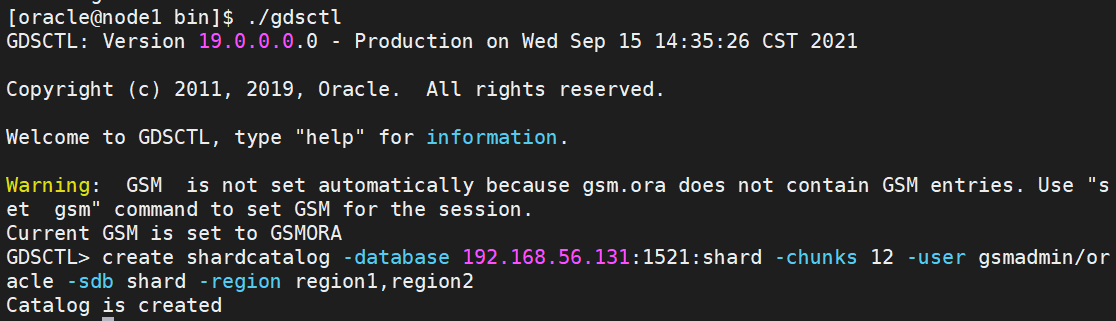 [oracle@node1 bin]$ ./gdsctl
GDSCTL: Version 19.0.0.0.0 - Production on Wed Sep 15 14:35:26 CST 2021
Copyright (c) 2011, 2019, Oracle.  All rights reserved.
Welcome to GDSCTL, type "help" for information.
Warning:  GSM  is not set automatically because gsm.ora does not contain GSM entries. Use "s
et  gsm" command to set GSM for the session.
Current GSM is set to GSMORA
GDSCTL> create shardcatalog -database 192.168.56.131:1521:shard -chunks 12 -user gsmadmin/or
acle -sdb shard -region region1,region2
Catalog is created